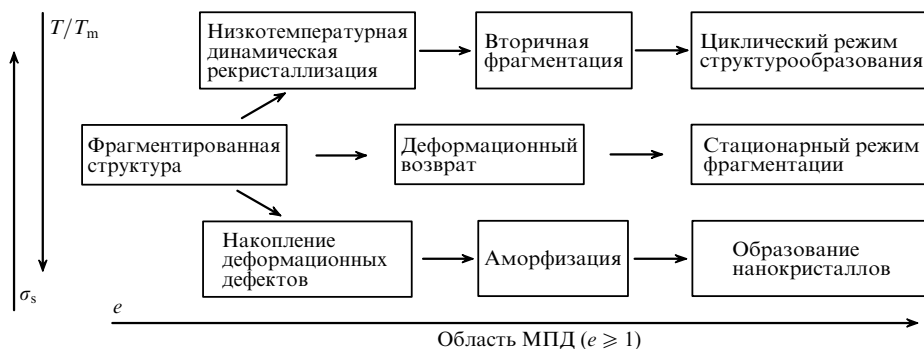 T/Tₘ
Низкотемпературная
динамическая
рекристаллизация
Вторичная
фрагментация
Циклический режим
структурообразования
Фрагментированная
структура
Деформационный
возврат
Стационарный режим
фрагментации
Накопление
деформационных
дефектов
Аморфизация
Образование
нанокристаллов
σₛ
e
Область МПД (e ⩾ 1)